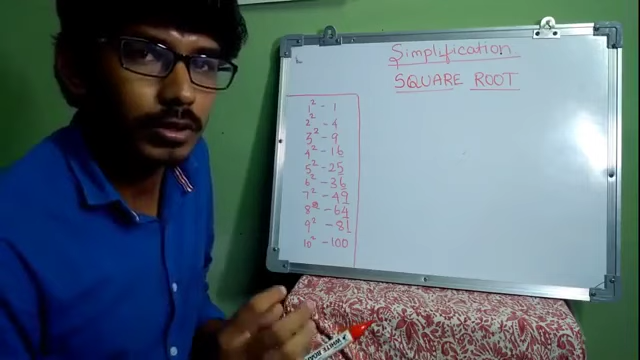 Simplification
SQUARE ROOT
1² - 1
2² - 4
3² - 9
4² - 16
5² - 25
6² - 36
7² - 49
8² - 64
9² - 81
10² - 100